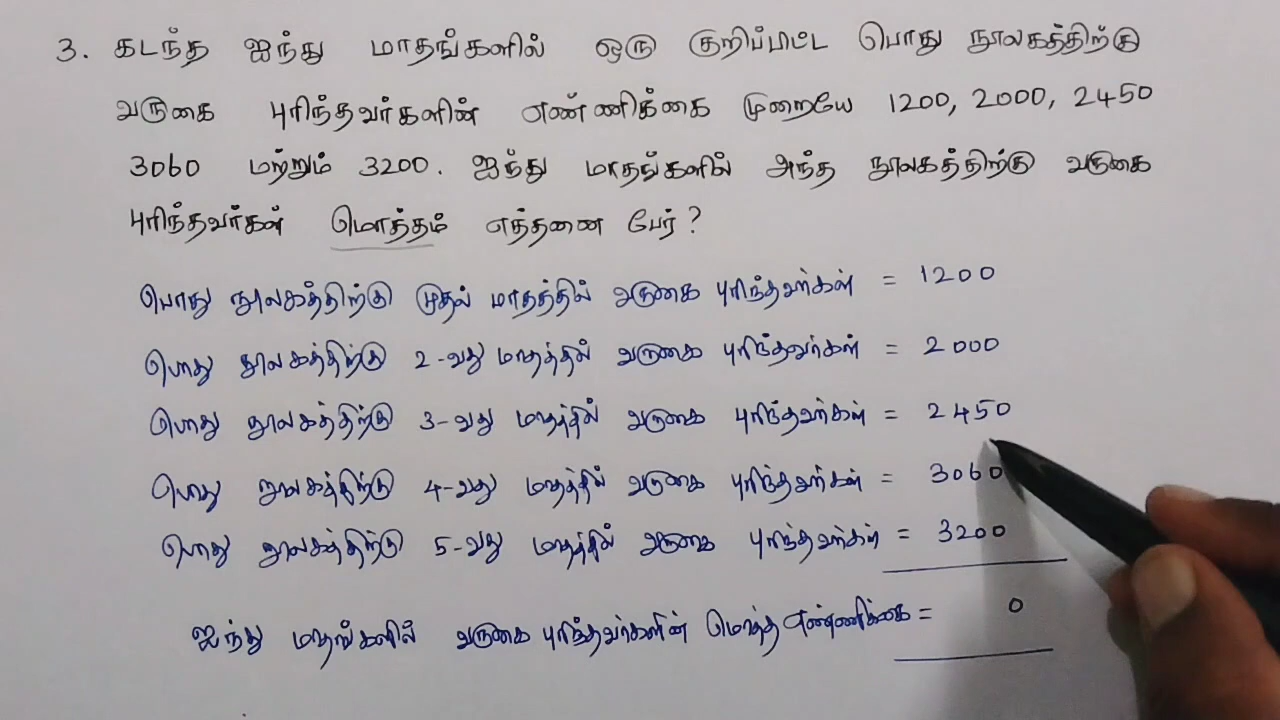 3. கடந்த ஐந்து மாதங்களில் ஒரு குறிப்பிட்ட பொது நூலகத்திற்கு
வருகை புரிந்தவர்களின் எண்ணிக்கை முறையே 1200, 2000, 2450
3060 மற்றும் 3200. ஐந்து மாதங்களில் அந்த நூலகத்திற்கு வருகை
புரிந்தவர்கள் மொத்தம் எத்தனை பேர்?
பொது நூலகத்திற்கு முதல் மாதத்தில் வருகை புரிந்தவர்கள் = 1200
பொது நூலகத்திற்கு 2-வது மாதத்தில் வருகை புரிந்தவர்கள் = 2000
பொது நூலகத்திற்கு 3-வது மாதத்தில் வருகை புரிந்தவர்கள் = 2450
பொது நூலகத்திற்கு 4-வது மாதத்தில் வருகை புரிந்தவர்கள் = 3060
பொது நூலகத்திற்கு 5-வது மாதத்தில் வருகை புரிந்தவர்கள் = 3200
ஐந்து மாதங்களில் வருகை புரிந்தவர்களின் மொத்த எண்ணிக்கை = 0